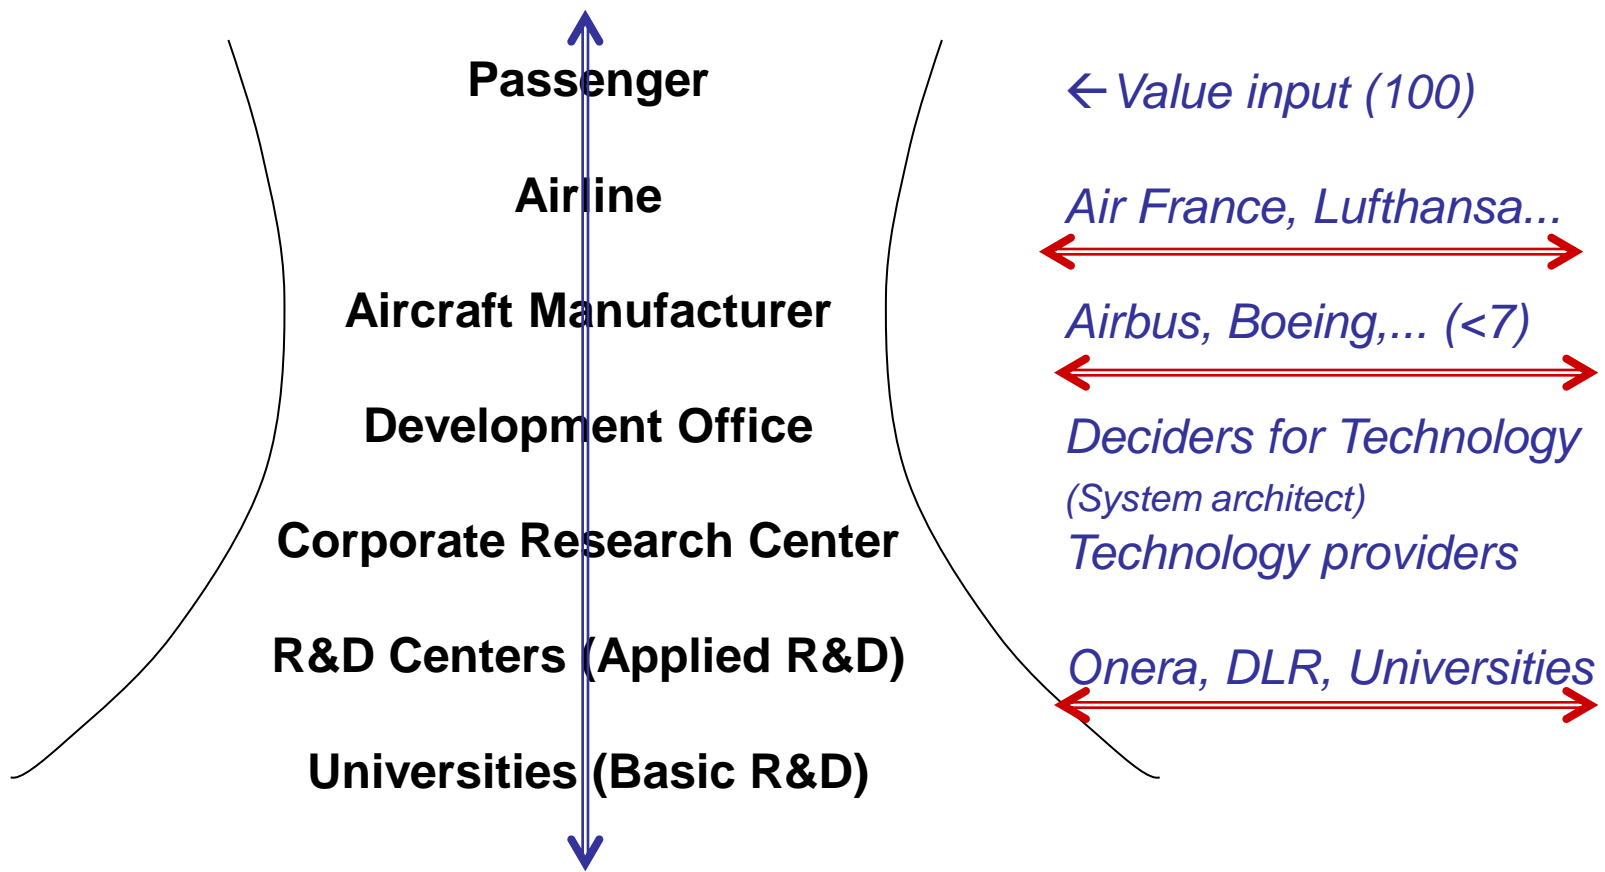 Passenger
← Value input (100)
Airline
Air France, Lufthansa...
Aircraft Manufacturer
Airbus, Boeing,... (<7)
Development Office
Deciders for Technology
(System architect)
Corporate Research Center
Technology providers
R&D Centers (Applied R&D)
Onera, DLR, Universities
Universities (Basic R&D)